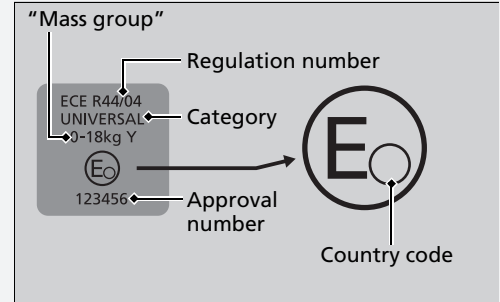 “Mass group”
Regulation number
ECE R44/04
UNIVERSAL
Category
0-18kg Y
E
E
123456
Approval
number
Country code